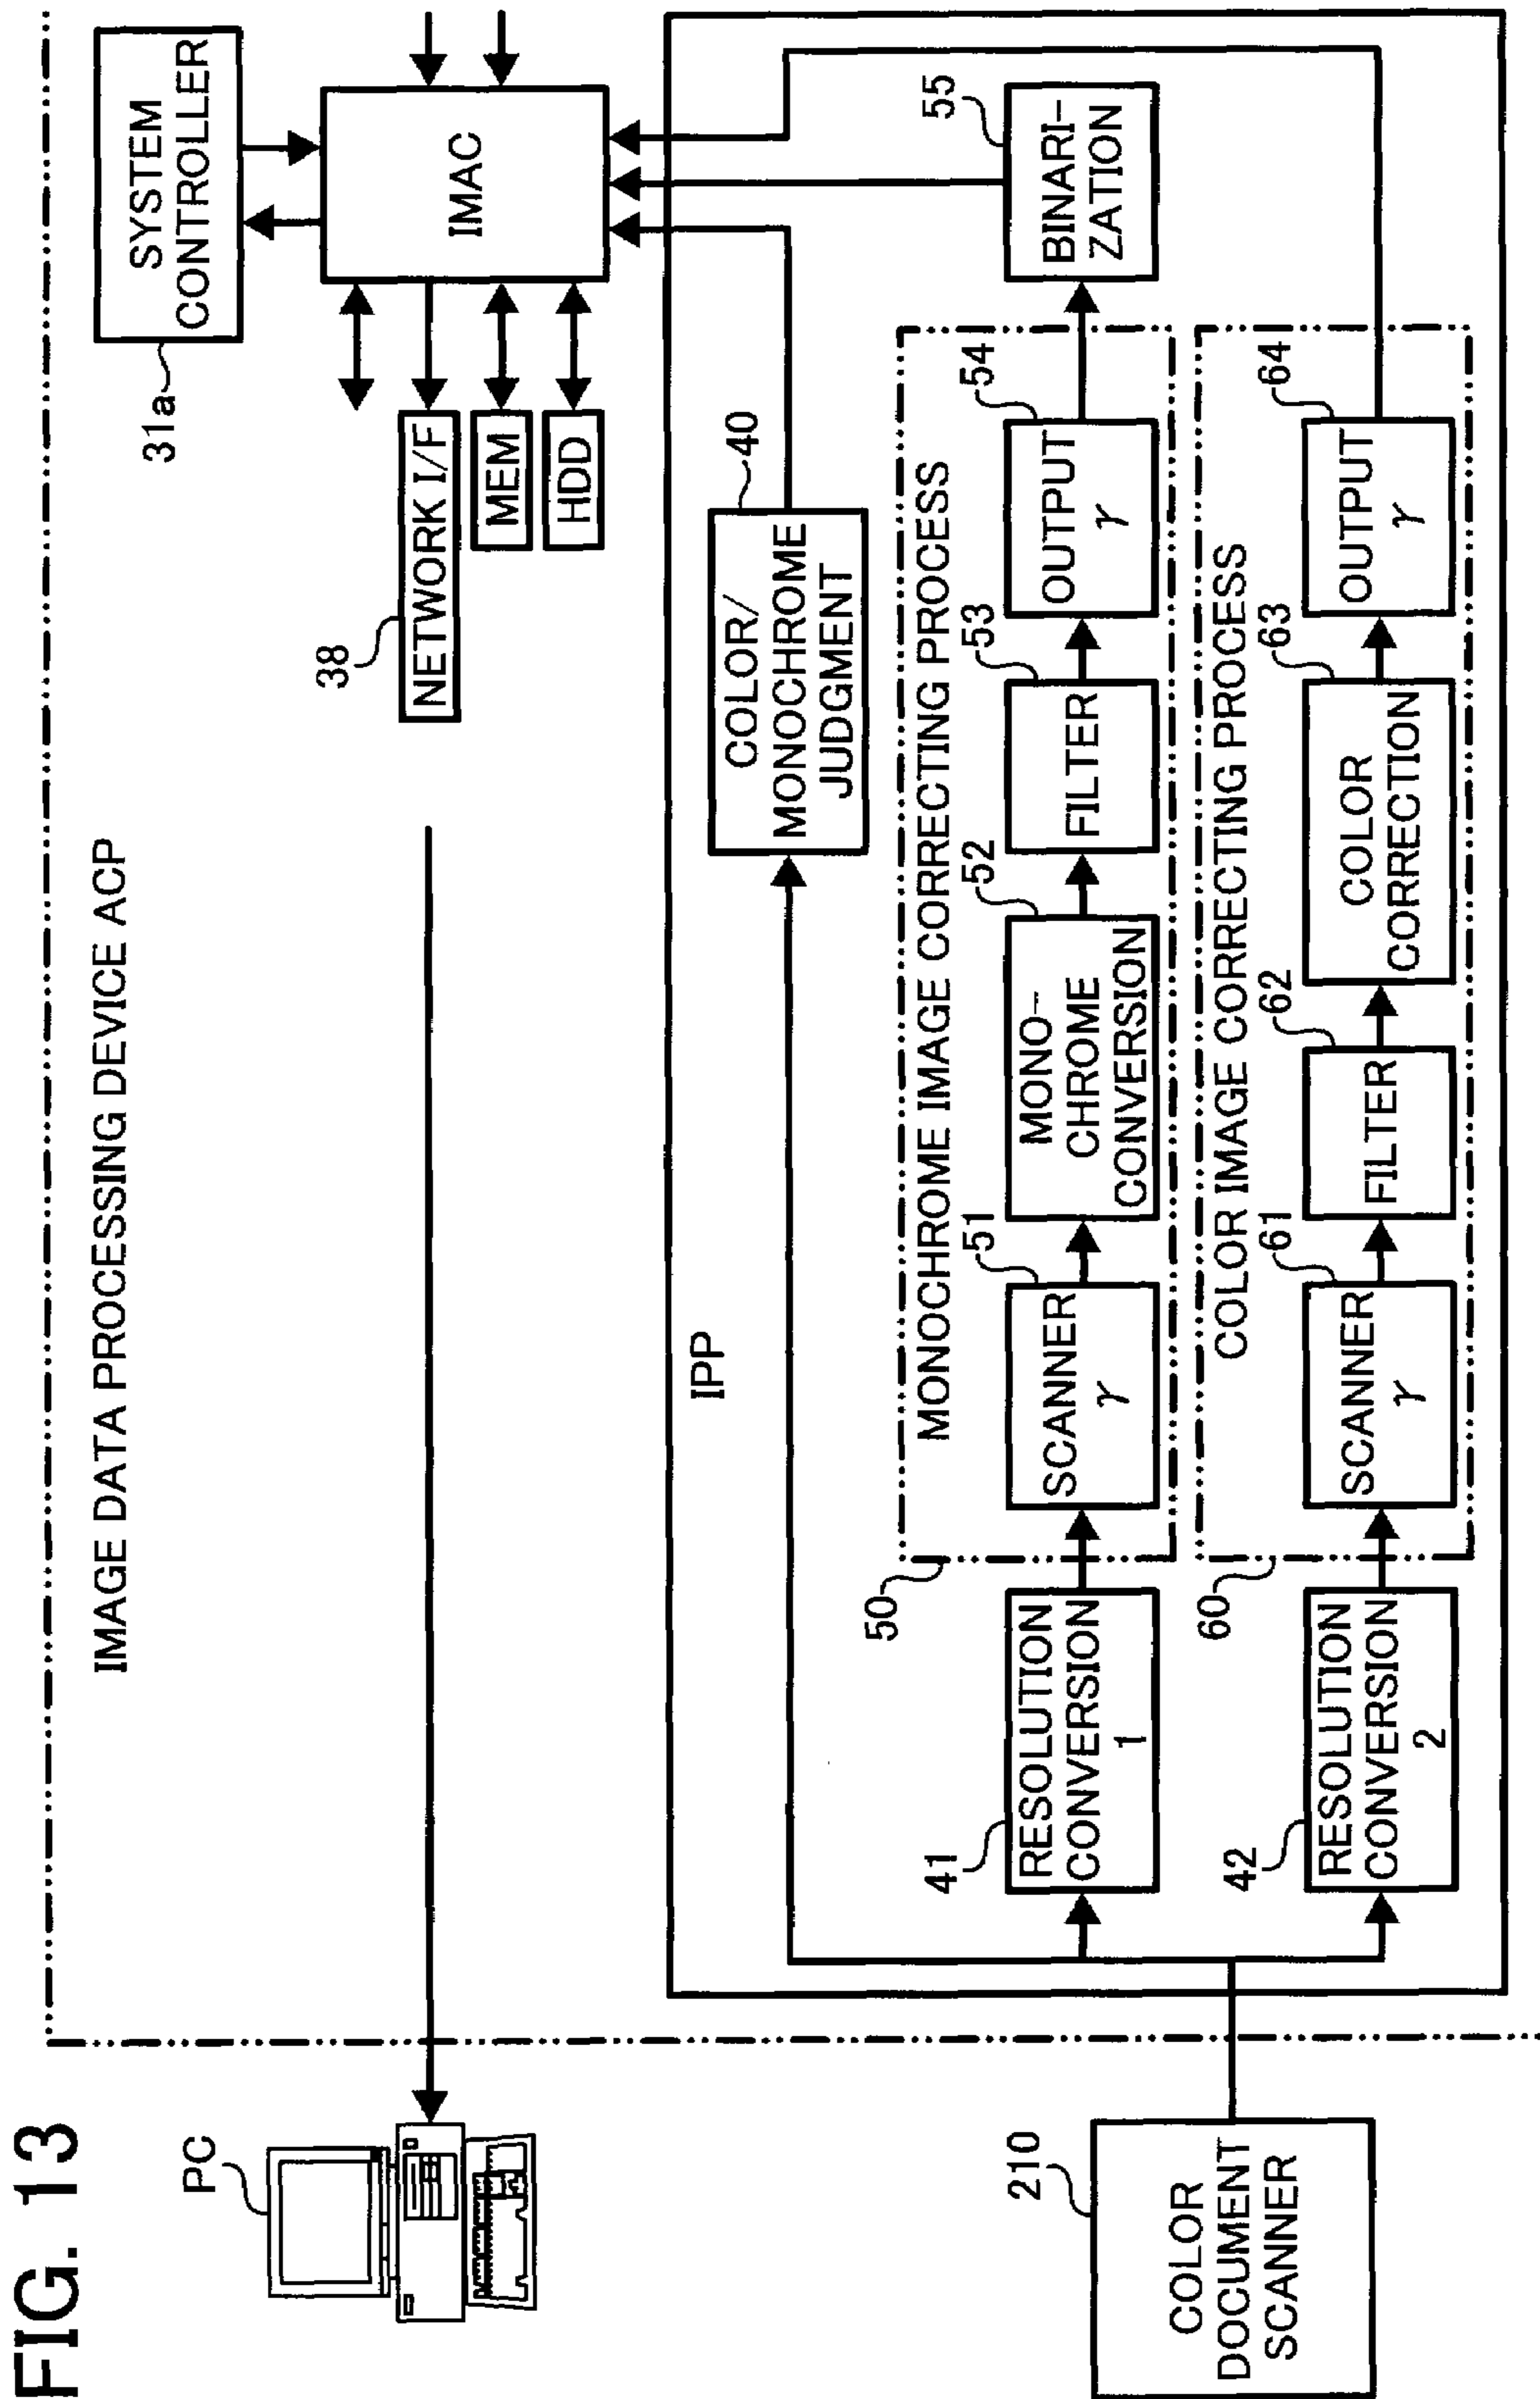 FIG. 13
IMAGE DATA PROCESSING DEVICE ACP
SYSTEM
CONTROLLER
31a
IMAC
PC
38
NETWORK I/F
MEM
HDD
IPP
40
COLOR/
MONOCHROME
JUDGMENT
210
COLOR
DOCUMENT
SCANNER
41
RESOLUTION
CONVERSION
1
50
MONOCHROME IMAGE CORRECTING PROCESS
51
SCANNER
γ
52
MONO-
CHROME
CONVERSION
53
FILTER
54
OUTPUT
γ
55
BINARI-
ZATION
42
RESOLUTION
CONVERSION
2
60
COLOR IMAGE CORRECTING PROCESS
61
SCANNER
γ
62
FILTER
63
COLOR
CORRECTION
64
OUTPUT
γ